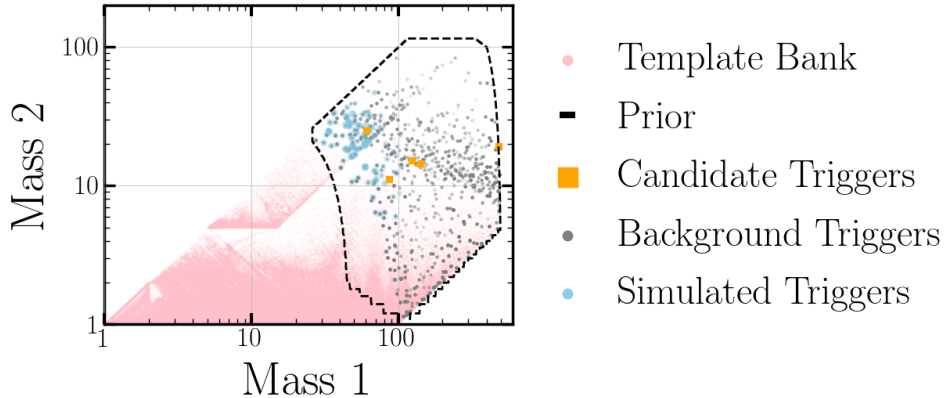 Mass 2
100
10
1
1
10
100
Mass 1
Template Bank
Prior
Candidate Triggers
Background Triggers
Simulated Triggers